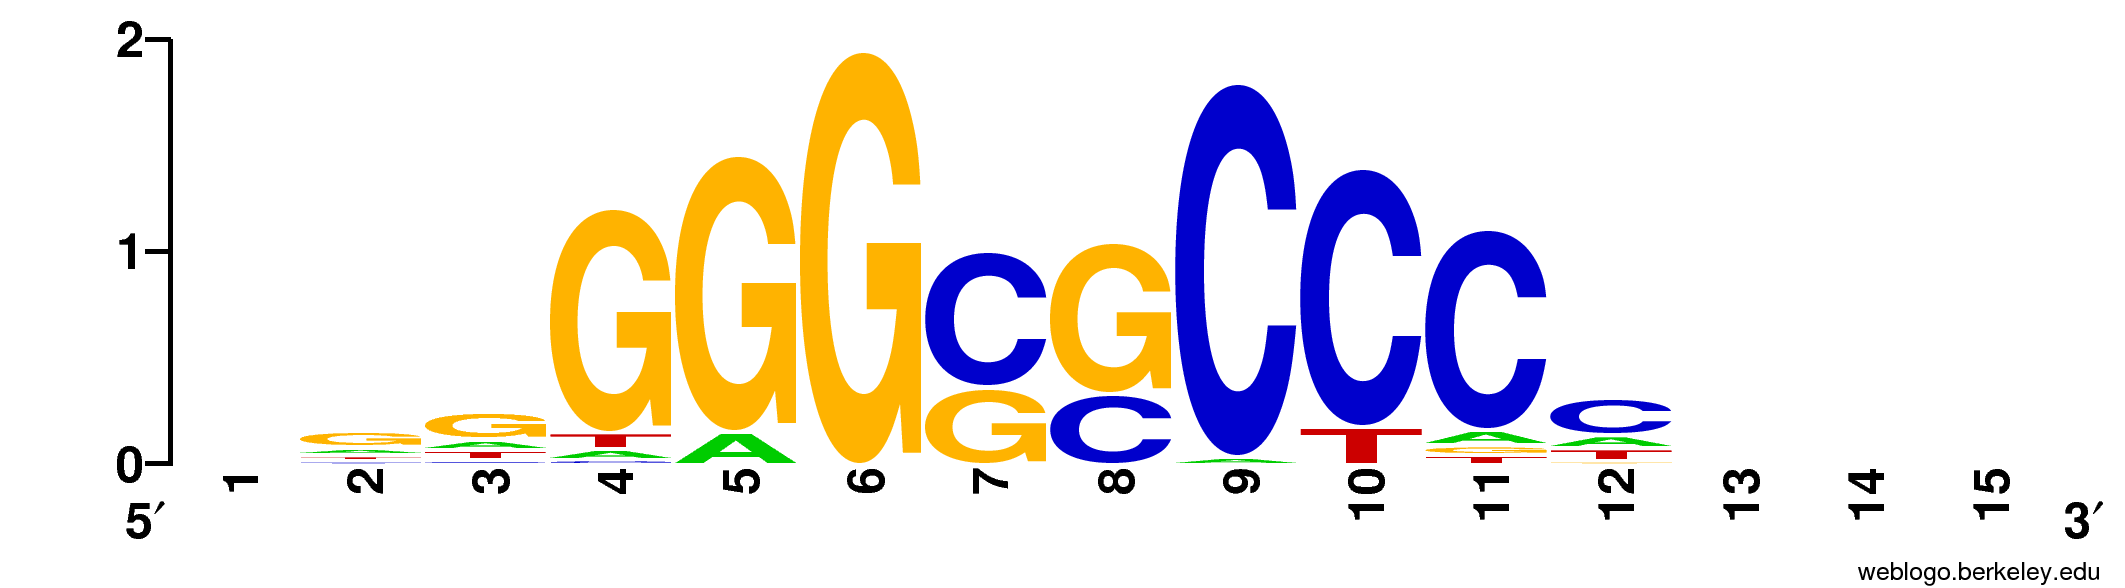 2
1
0
G G G G G C G C C C C
G A T A A G C A T A G T A T G
1 2 3 4 5 6 7 8 9 10 11 12 13 14 15
5′ 3′
weblogo.berkeley.edu